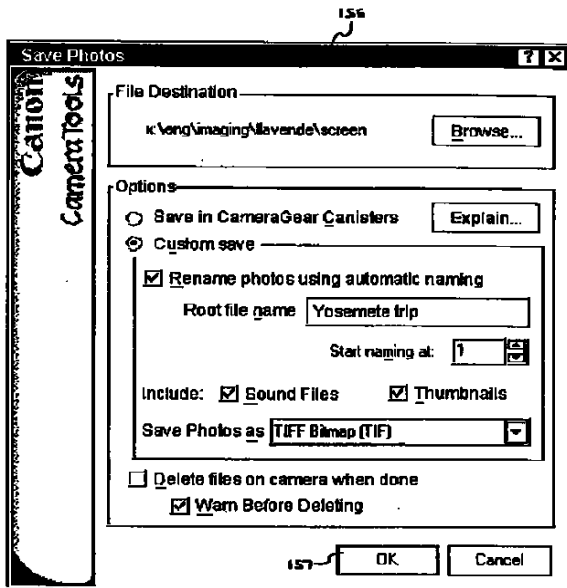 156
Save Photos
? X
Canon
CameraTools
File Destination
k:\eng\imaging\llavende\screen
Browse...
Options
Save in CameraGear Canisters
Explain...
Custom save
Rename photos using automatic naming
Root file name Yosemete trip
Start naming at: 1
Include: Sound Files Thumbnails
Save Photos as TIFF Bitmap (TIF)
Delete files on camera when done
Warn Before Deleting
157 OK Cancel